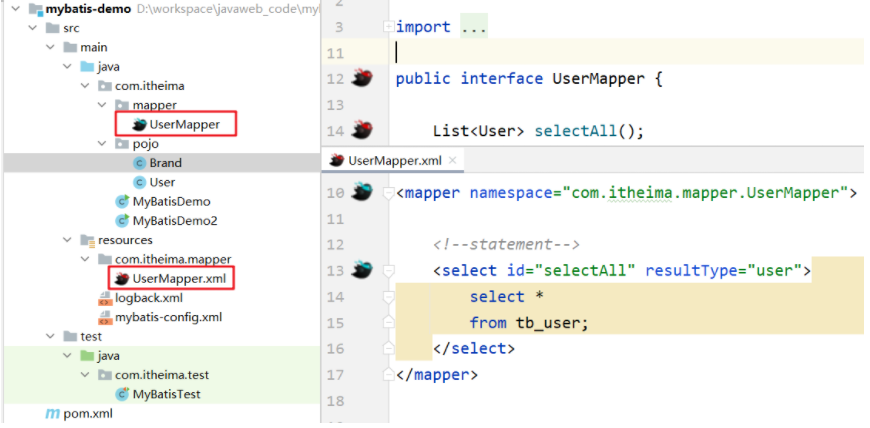 mybatis-demo D:\workspace\javaweb_code\my
src
main
java
com.itheima
mapper
UserMapper
pojo
Brand
User
MyBatisDemo
MyBatisDemo2
resources
com.itheima.mapper
UserMapper.xml
logback.xml
mybatis-config.xml
test
java
com.itheima.test
MyBatisTest
pom.xml
2
3 import ...
11
12 public interface UserMapper {
13
14 List<User> selectAll();
UserMapper.xml
10 <mapper namespace="com.itheima.mapper.UserMapper">
11
12 <!--statement-->
13 <select id="selectAll" resultType="user">
14 select *
15 from tb_user;
16 </select>
17 </mapper>
18